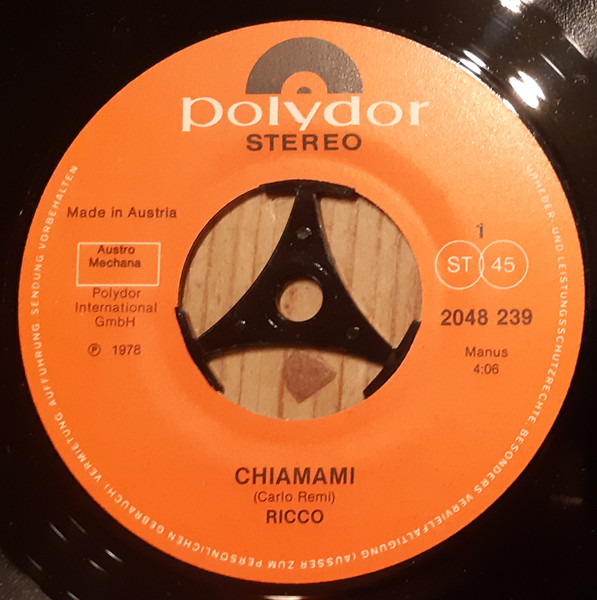 polydor
STEREO
Made in Austria
Austro
Mechana
Polydor
International
GmbH
℗ 1978
1
ST 45
2048 239
Manus
4:06
CHIAMAMI
(Carlo Remi)
RICCO
URHEBER- UND LEISTUNGSSCHUTZRECHTE, BESONDERS VERVIELFÄLTIGUNG (AUSSER ZUM PERSÖNLICHEN GEBRAUCH) VERMIETUNG AUFFÜHRUNG, SENDUNG VORBEHALTEN